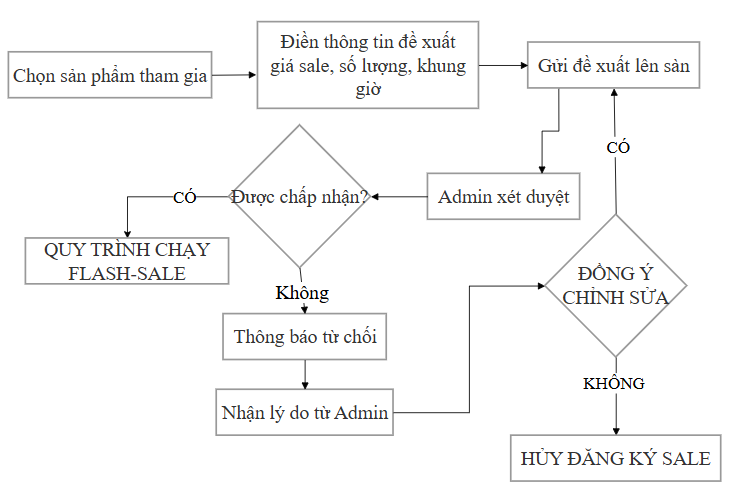 Chọn sản phẩm tham gia
Điền thông tin đề xuất
giá sale, số lượng, khung
giờ
Gửi đề xuất lên sàn
CÓ
Admin xét duyệt
Được chấp nhận?
CÓ
QUY TRÌNH CHẠY
FLASH-SALE
Không
Thông báo từ chối
Nhận lý do từ Admin
ĐỒNG Ý
CHỈNH SỬA
KHÔNG
HỦY ĐĂNG KÝ SALE